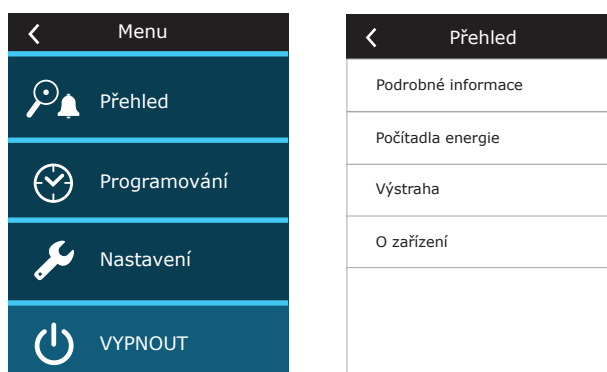 Menu
Přehled
Programování
Nastavení
VYPNOUT
Přehled
Podrobné informace
Počítadla energie
Výstraha
O zařízení